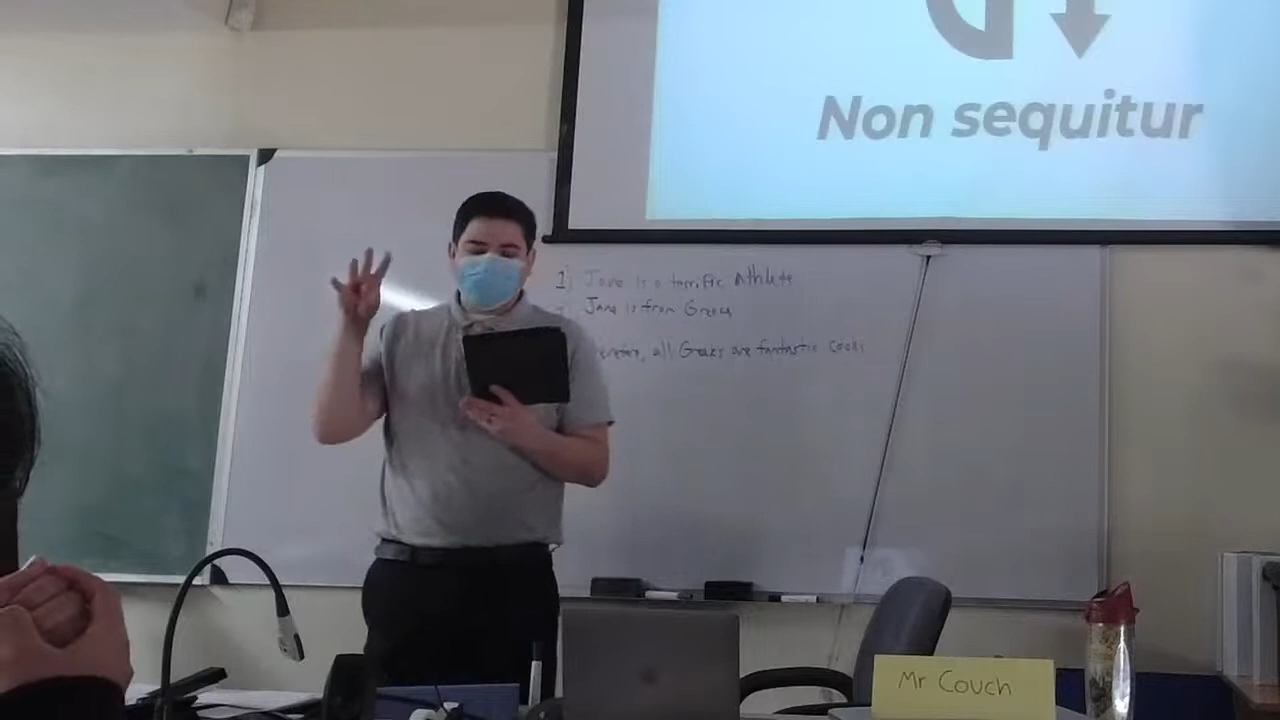 Non sequitur
1) Jane is a terrific Athlete
Jane is from Greece
all Greeks are fantastic cooks
Mr Couch